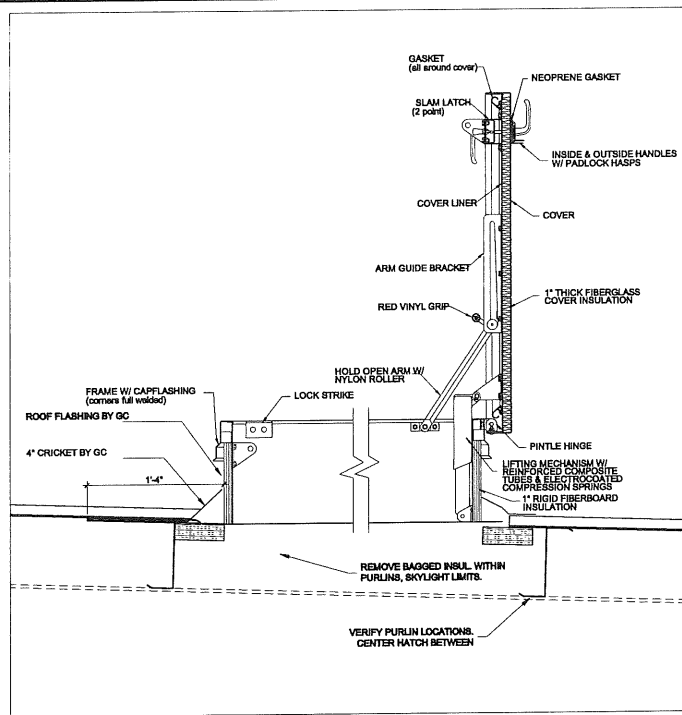 GASKET
(all around cover)
NEOPRENE GASKET
SLAM LATCH
(2 point)
INSIDE & OUTSIDE HANDLES
W/ PADLOCK HASPS
COVER LINER
COVER
ARM GUIDE BRACKET
1" THICK FIBERGLASS
COVER INSULATION
RED VINYL GRIP
HOLD OPEN ARM W/
NYLON ROLLER
FRAME W/ CAPFLASHING
(corners full welded)
LOCK STRIKE
ROOF FLASHING BY GC
PINTLE HINGE
4" CRICKET BY GC
LIFTING MECHANISM W/
REINFORCED COMPOSITE
TUBES & ELECTROCOATED
COMPRESSION SPRINGS
1'-4"
1" RIGID FIBERBOARD
INSULATION
REMOVE BAGGED INSUL. WITHIN
PURLINS, SKYLIGHT LIMITS.
VERIFY PURLIN LOCATIONS.
CENTER HATCH BETWEEN